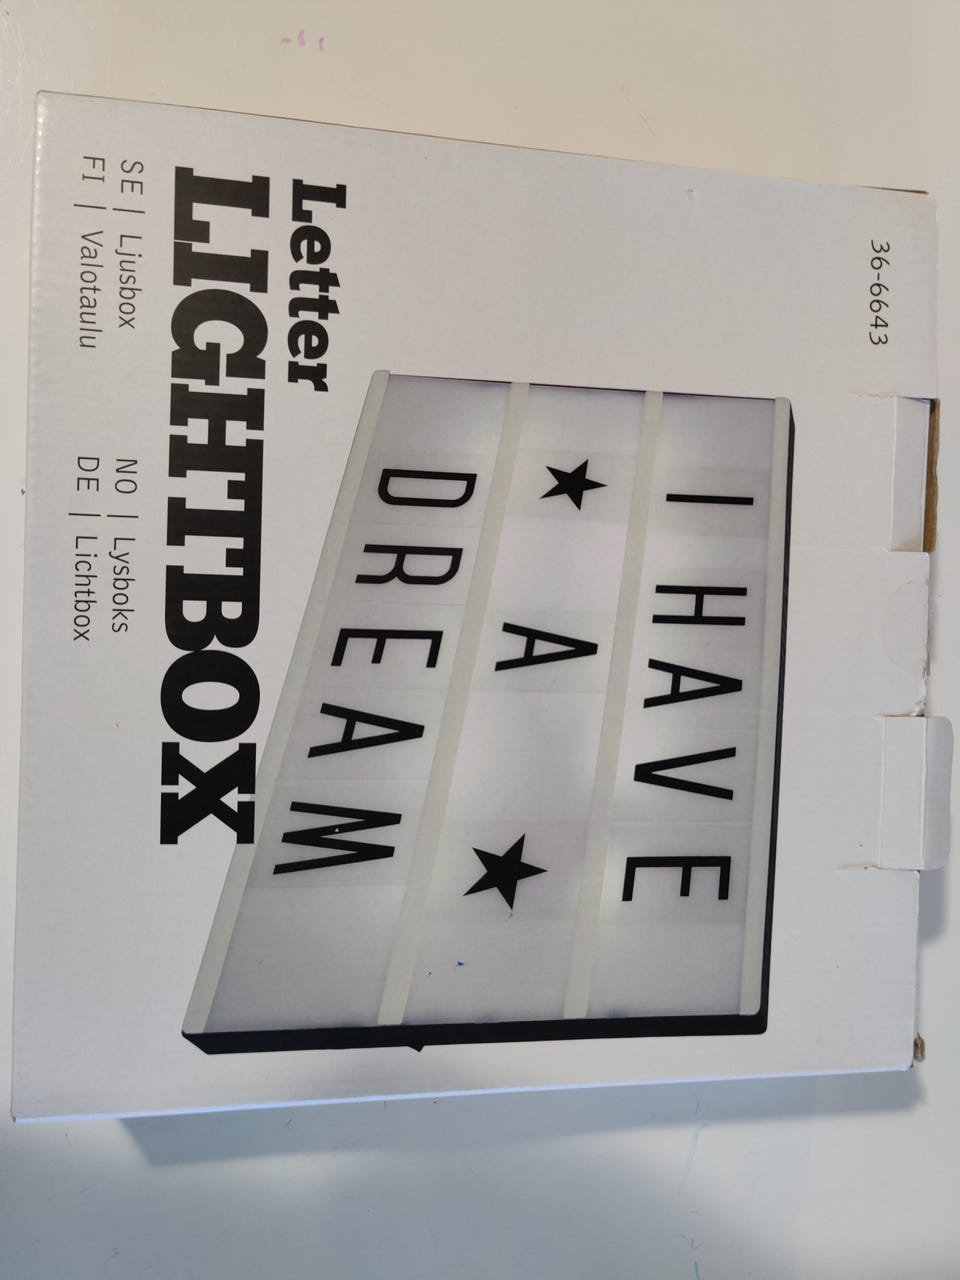 36-6643
I HAVE
★ A ★
DREAM
Letter
LIGHTBOX
SE | Ljusbox
NO | Lysboks
FI | Valotaulu
DE | Lichtbox